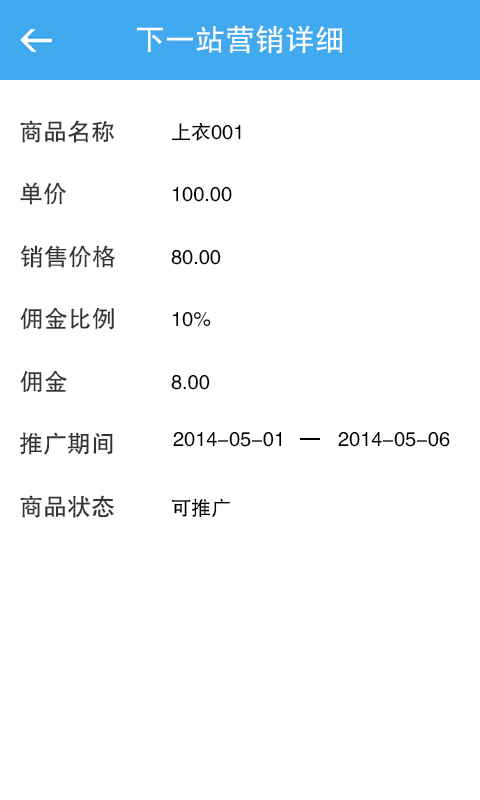 下一站营销详细
商品名称 上衣001
单价 100.00
销售价格 80.00
佣金比例 10%
佣金 8.00
推广期间 2014-05-01 — 2014-05-06
商品状态 可推广